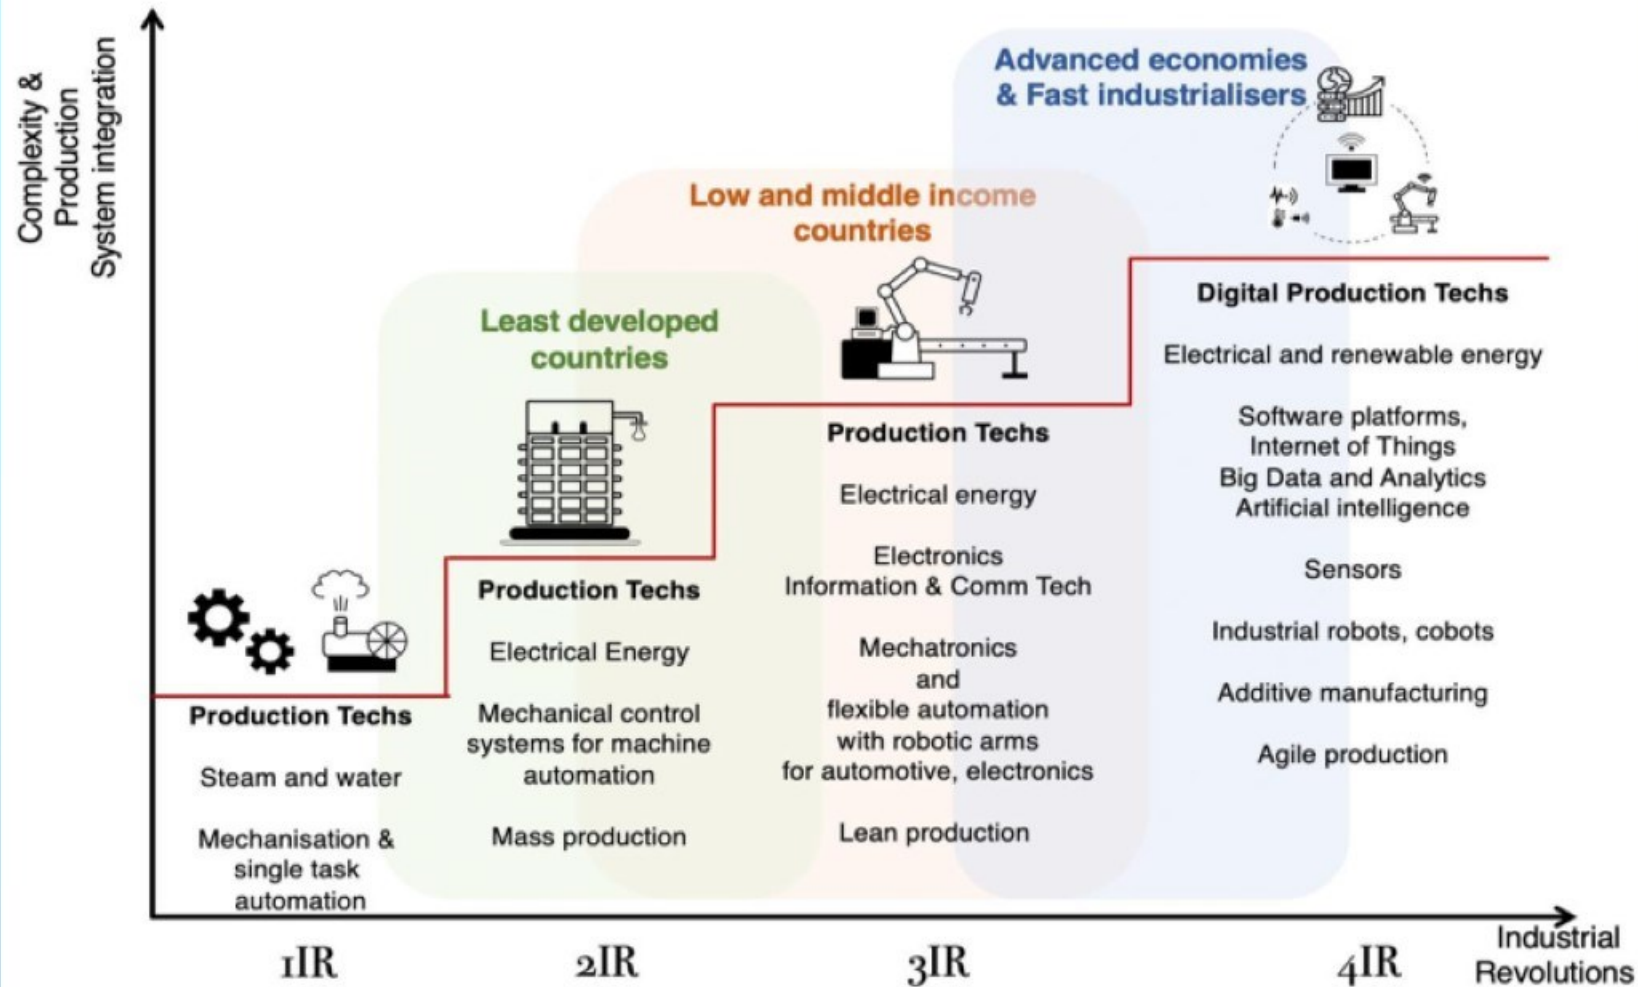 Complexity &
Production
System integration
Advanced economies
& Fast industrialisers
Low and middle income
countries
Least developed
countries
Production Techs
Steam and water
Mechanisation &
single task
automation
Production Techs
Electrical Energy
Mechanical control
systems for machine
automation
Mass production
Production Techs
Electrical energy
Electronics
Information & Comm Tech
Mechatronics
and
flexible automation
with robotic arms
for automotive, electronics
Lean production
Digital Production Techs
Electrical and renewable energy
Software platforms,
Internet of Things
Big Data and Analytics
Artificial intelligence
Sensors
Industrial robots, cobots
Additive manufacturing
Agile production
1IR
2IR
3IR
4IR
Industrial
Revolutions